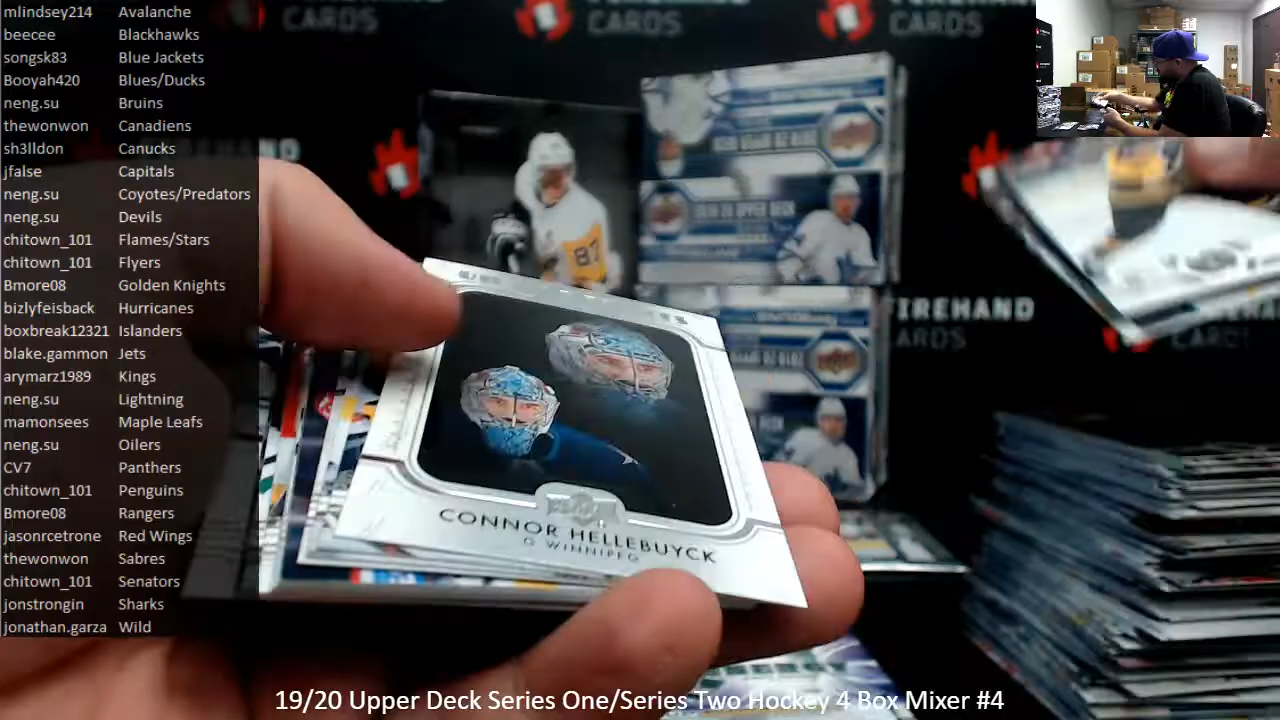 mlindsey214 Avalanche
beecee Blackhawks
songsk83 Blue Jackets
Booyah420 Blues/Ducks
neng.su Bruins
thewonwon Canadiens
sh3lldon Canucks
jfalse Capitals
neng.su Coyotes/Predators
neng.su Devils
chitown_101 Flames/Stars
chitown_101 Flyers
Bmore08 Golden Knights
bizlyfeisback Hurricanes
boxbreak12321 Islanders
blake.gammon Jets
arymarz1989 Kings
neng.su Lightning
mamonsees Maple Leafs
neng.su Oilers
CV7 Panthers
chitown_101 Penguins
Bmore08 Rangers
jasonrcetrone Red Wings
thewonwon Sabres
chitown_101 Senators
jonstrongin Sharks
jonathan.garza Wild
CARDS
CARDS
CARDS
87
FIREHAND
CARDS
CONNOR HELLEBUYCK
G WINNIPEG
19/20 Upper Deck Series One/Series Two Hockey 4 Box Mixer #4